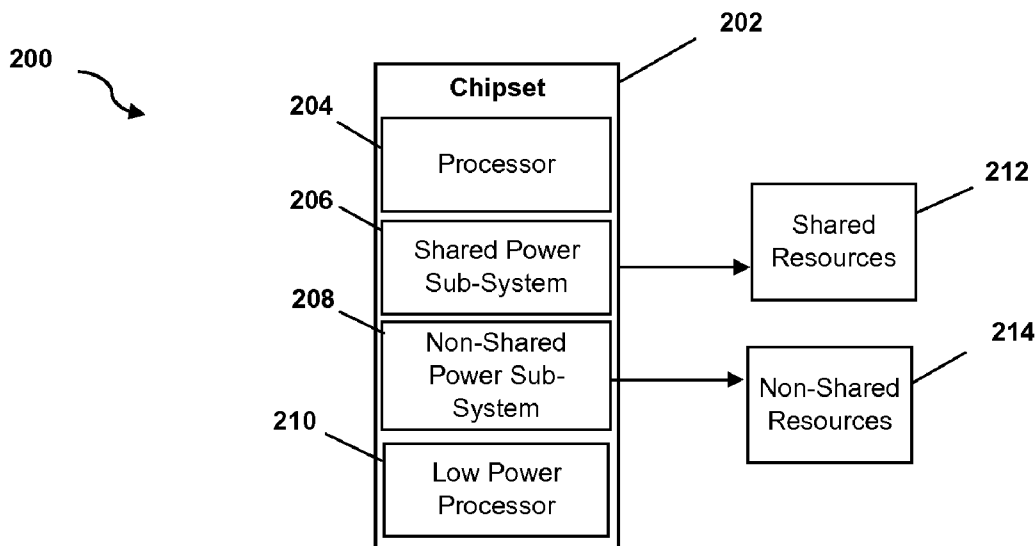 202
200
Chipset
204
Processor
206
Shared Power
Sub-System
212
Shared
Resources
208
Non-Shared
Power Sub-
System
214
Non-Shared
Resources
210
Low Power
Processor